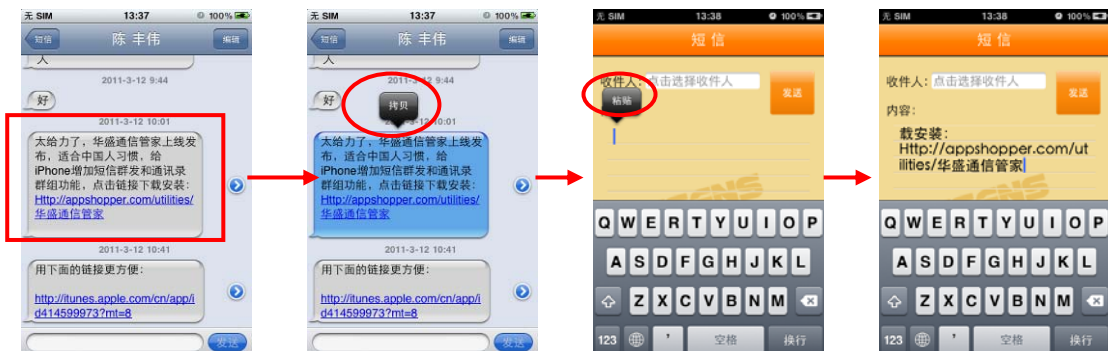 无 SIM 13:37 100%
短信 陈 丰伟 编辑
人
2011-3-12 9:44
好
2011-3-12 10:01
太给力了，华盛通信管家上线发
布，适合中国人习惯，给
iPhone增加短信群发和通讯录
群组功能，点击链接下载安装：
Http://appshopper.com/utilities/
华盛通信管家
2011-3-12 10:41
用下面的链接更方便：
http://itunes.apple.com/cn/app/i
d414599973?mt=8
发送
无 SIM 13:37 100%
短信 陈 丰伟 编辑
人
2011-3-12 9:44
好
拷贝
3-12 10:01
太给力了，华盛通信管家上线发
布，适合中国人习惯，给
iPhone增加短信群发和通讯录
群组功能，点击链接下载安装：
Http://appshopper.com/utilities/
华盛通信管家
2011-3-12 10:41
用下面的链接更方便：
http://itunes.apple.com/cn/app/i
d414599973?mt=8
发送
无 SIM 13:38 100%
短信
收件人: 点击选择收件人
发送
粘贴
Q W E R T Y U I O P
A S D F G H J K L
Z X C V B N M
123 ' 空格 换行
无 SIM 13:38 100%
短信
收件人: 点击选择收件人
发送
内容:
载安装：
Http://appshopper.com/ut
ilities/华盛通信管家
Q W E R T Y U I O P
A S D F G H J K L
Z X C V B N M
123 ' 空格 换行